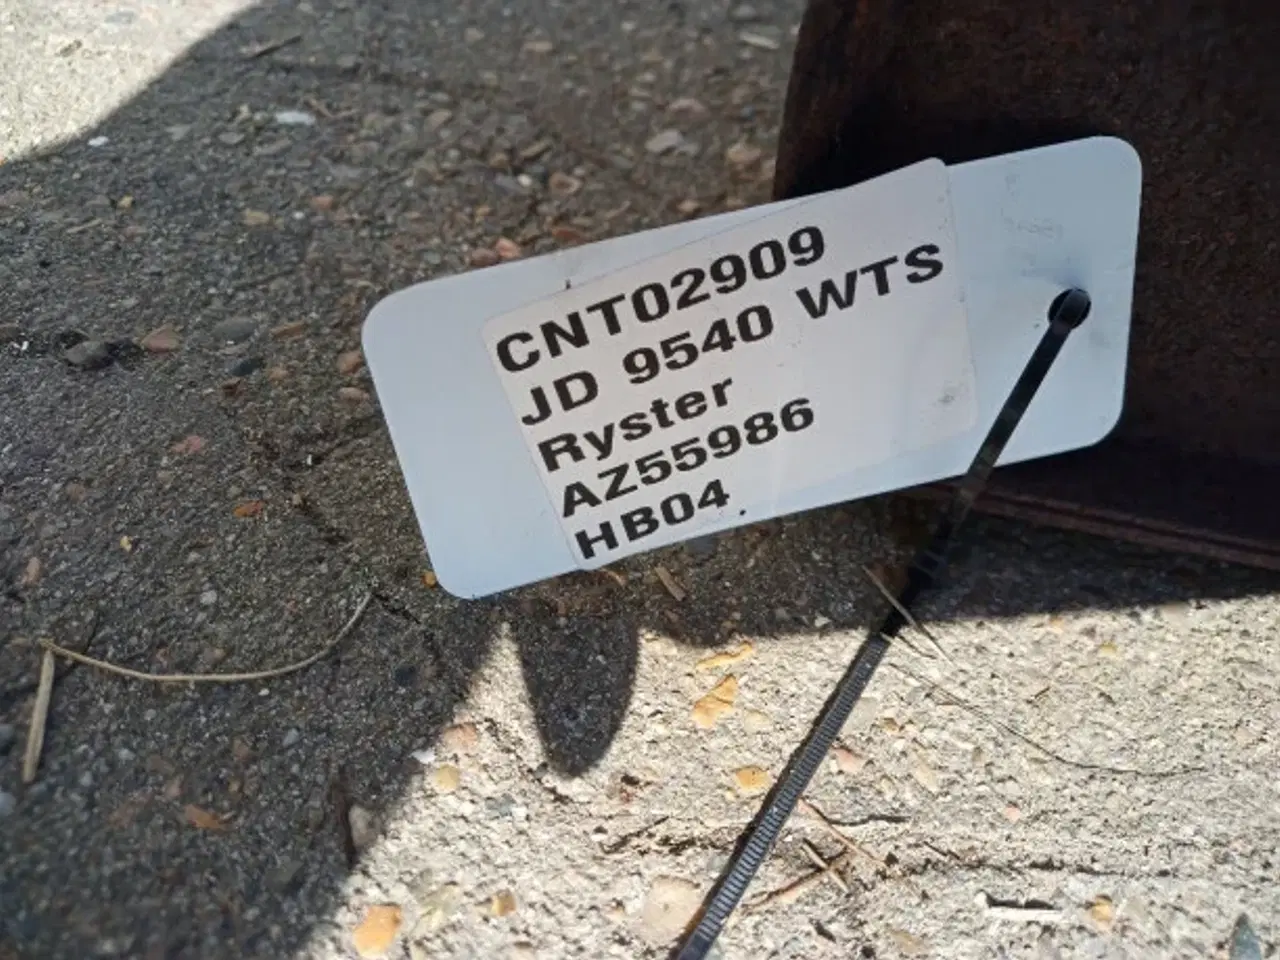 CNT02909
JD 9540 WTS
Ryster
AZ55986
HB04